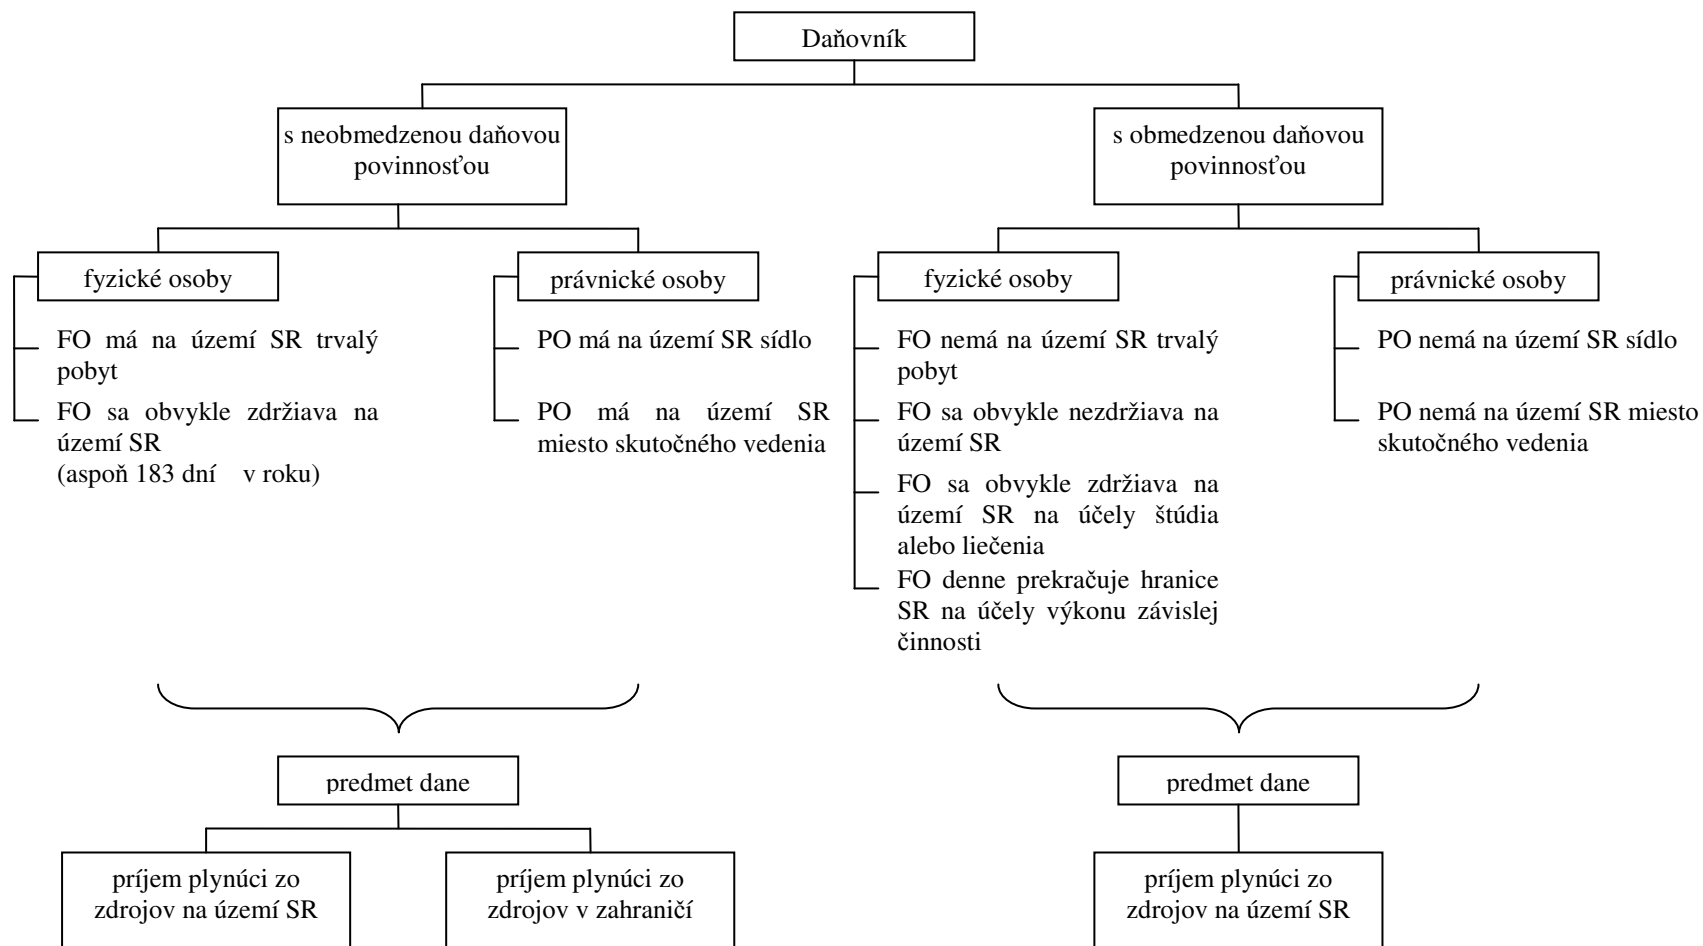 Daňovník
s neobmedzenou daňovou
povinnosťou
s obmedzenou daňovou
povinnosťou
fyzické osoby
právnické osoby
fyzické osoby
právnické osoby
FO má na území SR trvalý
pobyt
FO sa obvykle zdržiava na
území SR
(aspoň 183 dní v roku)
PO má na území SR sídlo
PO má na území SR
miesto skutočného vedenia
FO nemá na území SR trvalý
pobyt
FO sa obvykle nezdržiava na
území SR
FO sa obvykle zdržiava na
území SR na účely štúdia
alebo liečenia
FO denne prekračuje hranice
SR na účely výkonu závislej
činnosti
PO nemá na území SR sídlo
PO nemá na území SR miesto
skutočného vedenia
predmet dane
predmet dane
príjem plynúci zo
zdrojov na území SR
príjem plynúci zo
zdrojov v zahraničí
príjem plynúci zo
zdrojov na území SR